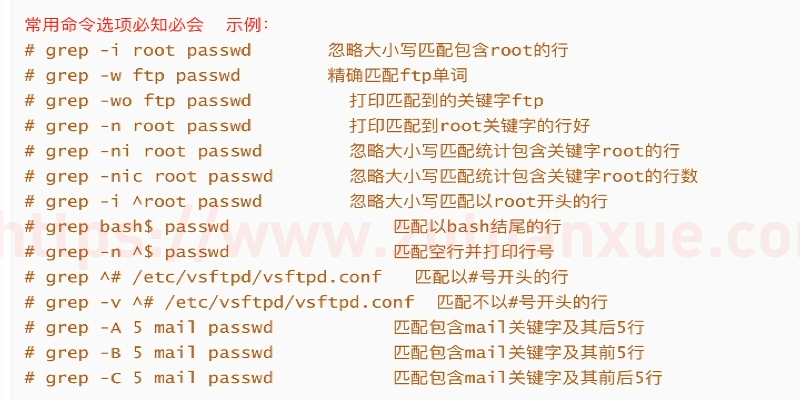 常用命令选项必知必会 示例:
# grep -i root passwd 忽略大小写匹配包含root的行
# grep -w ftp passwd 精确匹配ftp单词
# grep -wo ftp passwd 打印匹配到的关键字ftp
# grep -n root passwd 打印匹配到root关键字的行好
# grep -ni root passwd 忽略大小写匹配统计包含关键字root的行
# grep -nic root passwd 忽略大小写匹配统计包含关键字root的行数
# grep -i ^root passwd 忽略大小写匹配以root开头的行
# grep bash$ passwd 匹配以bash结尾的行
# grep -n ^$ passwd 匹配空行并打印行号
# grep ^# /etc/vsftpd/vsftpd.conf 匹配以#号开头的行
# grep -v ^# /etc/vsftpd/vsftpd.conf 匹配不以#号开头的行
# grep -A 5 mail passwd 匹配包含mail关键字及其后5行
# grep -B 5 mail passwd 匹配包含mail关键字及其前5行
# grep -C 5 mail passwd 匹配包含mail关键字及其前后5行